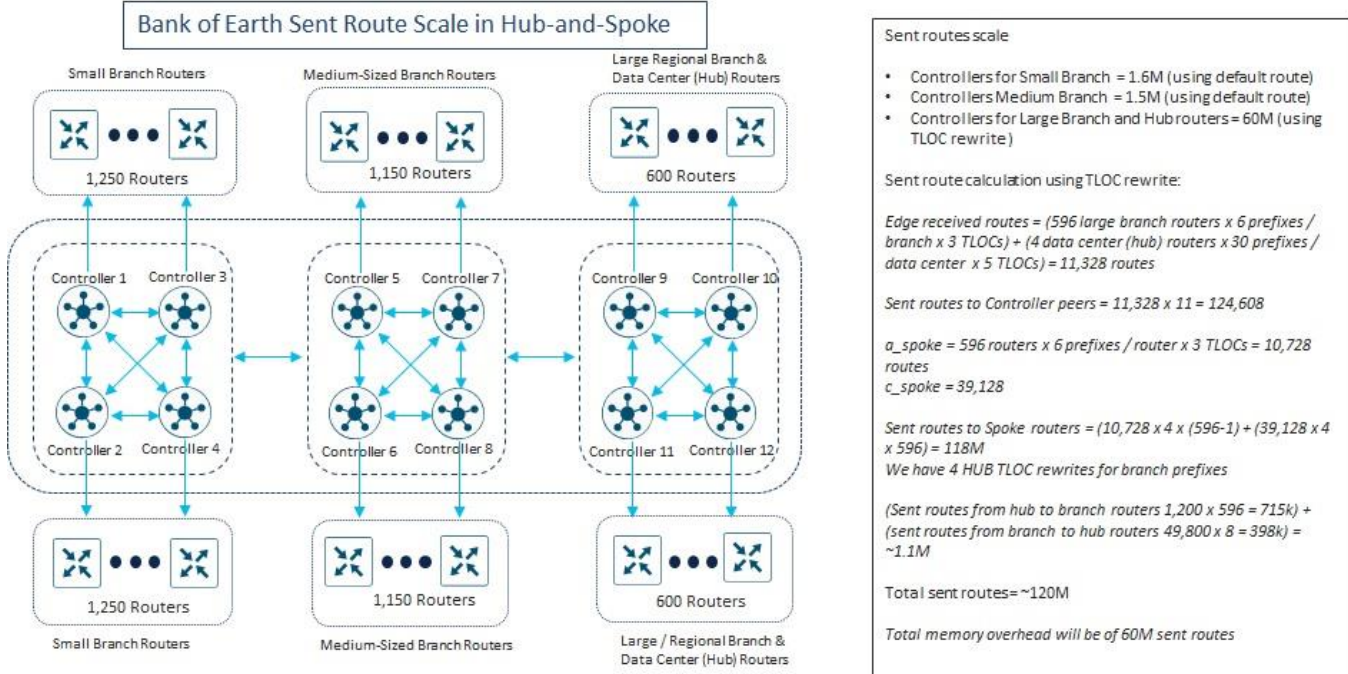 Bank of Earth Sent Route Scale in Hub-and-Spoke
Small Branch Routers
Medium-Sized Branch Routers
Large Regional Branch &
Data Center (Hub) Routers
1,250 Routers
1,150 Routers
600 Routers
Controller 1
Controller 3
Controller 5
Controller 7
Controller 9
Controller 10
Controller 2
Controller 4
Controller 6
Controller 8
Controller 11
Controller 12
1,250 Routers
1,150 Routers
600 Routers
Small Branch Routers
Medium-Sized Branch Routers
Large / Regional Branch &
Data Center (Hub) Routers
Sent routes scale
• Controllers for Small Branch = 1.6M (using default route)
• Controllers Medium Branch = 1.5M (using default route)
• Controllers for Large Branch and Hub routers = 60M (using
TLOC rewrite )
Sent route calculation using TLOC rewrite:
Edge received routes = (596 large branch routers x 6 prefixes /
branch x 3 TLOCs) + (4 data center (hub) routers x 30 prefixes /
data center x 5 TLOCs) = 11,328 routes
Sent routes to Controller peers = 11,328 x 11 = 124,608
a_spoke = 596 routers x 6 prefixes / router x 3 TLOCs = 10,728
routes
c_spoke = 39,128
Sent routes to Spoke routers = (10,728 x 4 x (596-1) + (39,128 x 4
x 596) = 118M
We have 4 HUB TLOC rewrites for branch prefixes
(Sent routes from hub to branch routers 1,200 x 596 = 715k) +
(sent routes from branch to hub routers 49,800 x 8 = 398k) =
~1.1M
Total sent routes= ~120M
Total memory overhead will be of 60M sent routes